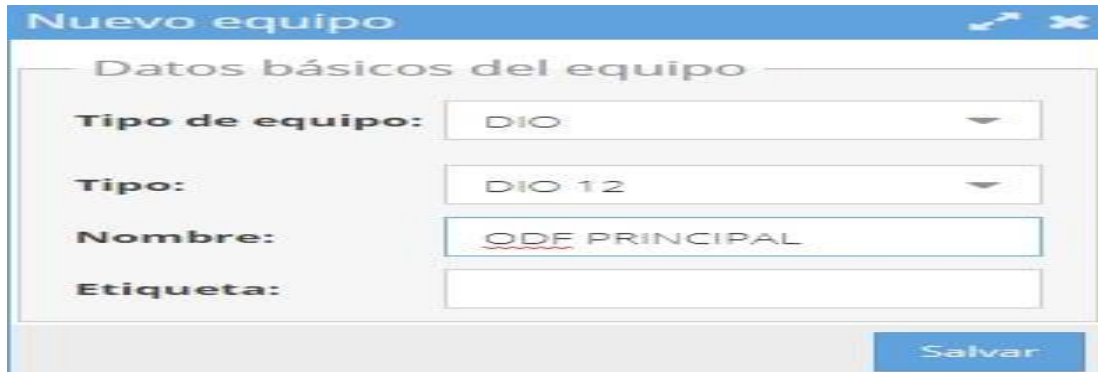 Nuevo equipo
Datos básicos del equipo
Tipo de equipo: DIO
Tipo: DIO 12
Nombre: ODF PRINCIPAL
Etiqueta:
Salvar